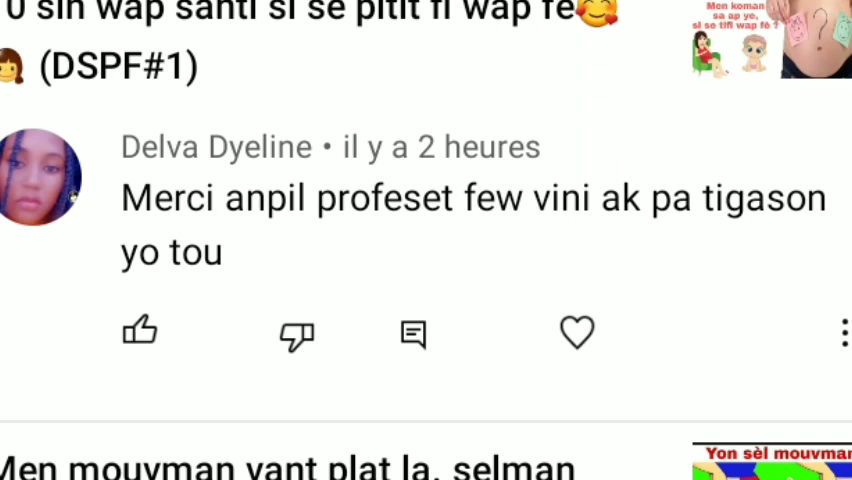 0 siy wap santi si se pitit fi wap fè🥰
(DSPF#1)
Men koman
sa ap ye,
si se tifi wap fè ?
Delva Dyeline • il y a 2 heures
Merci anpil profeset few vini ak pa tigason
yo tou
Men mouvman vant plat la, selman
Yon sèl mouvman